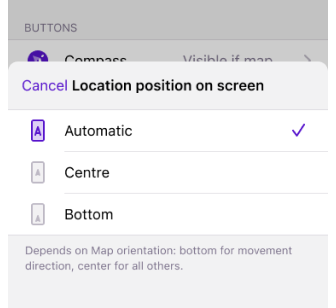 BUTTONS
Compass Visible if map
Cancel Location position on screen
A Automatic
A Centre
A Bottom
Depends on Map orientation: bottom for movement
direction, center for all others.